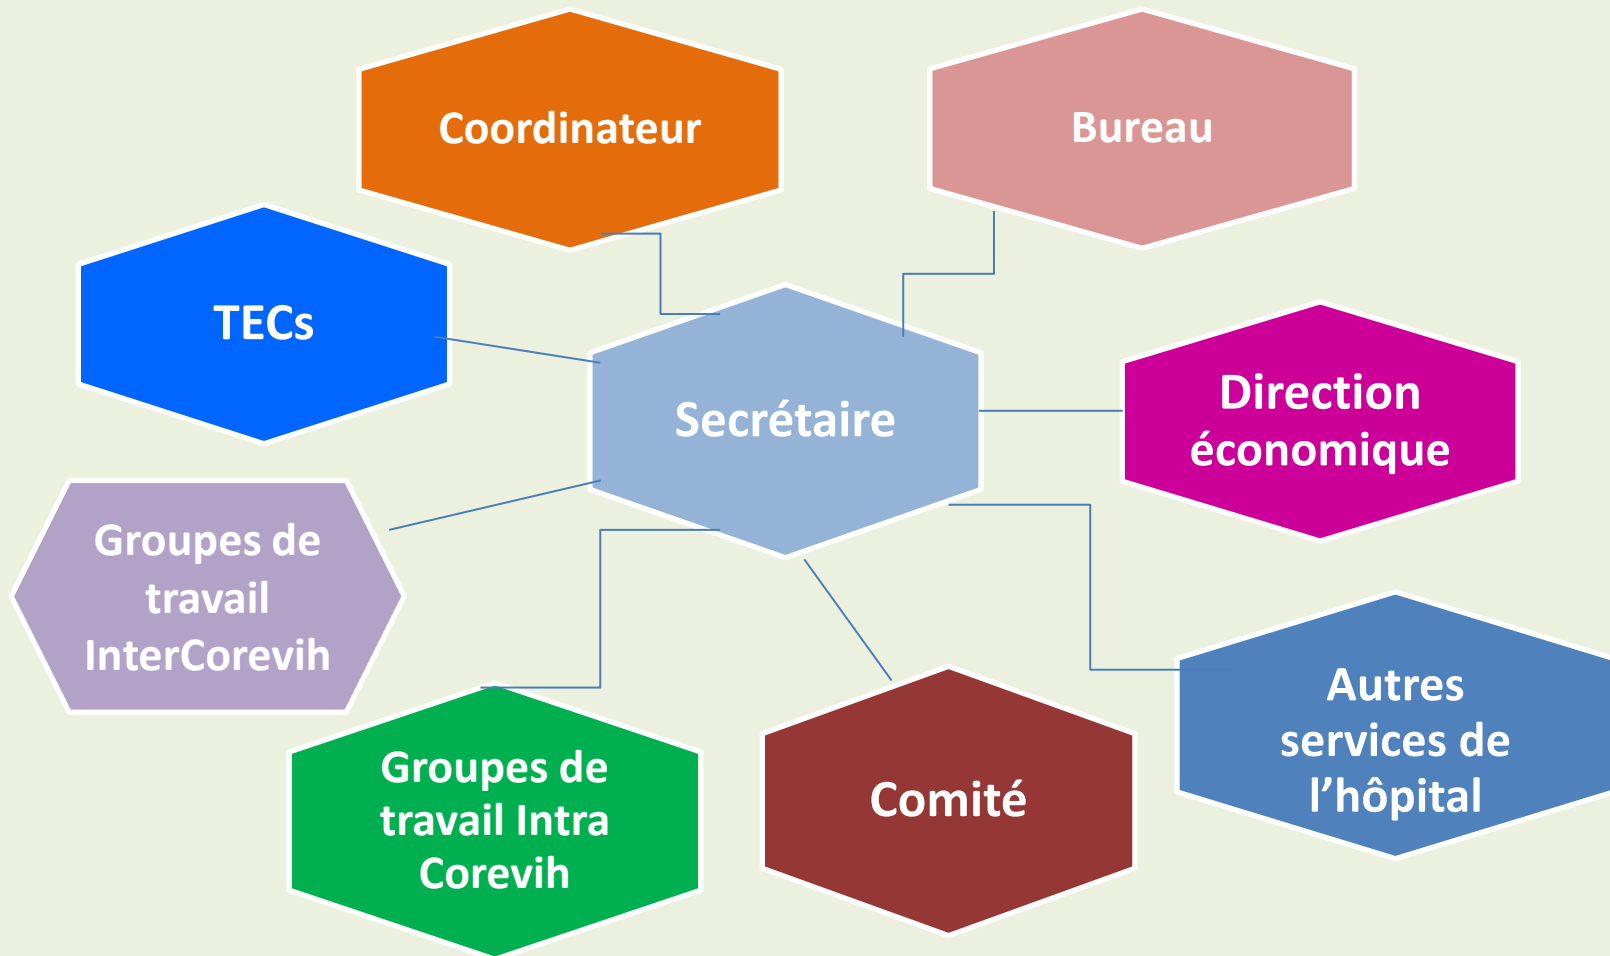 Coordinateur
Bureau
TECs
Secrétaire
Direction
économique
Groupes de
travail
InterCorevih
Groupes de
travail Intra
Corevih
Comité
Autres
services de
l’hôpital